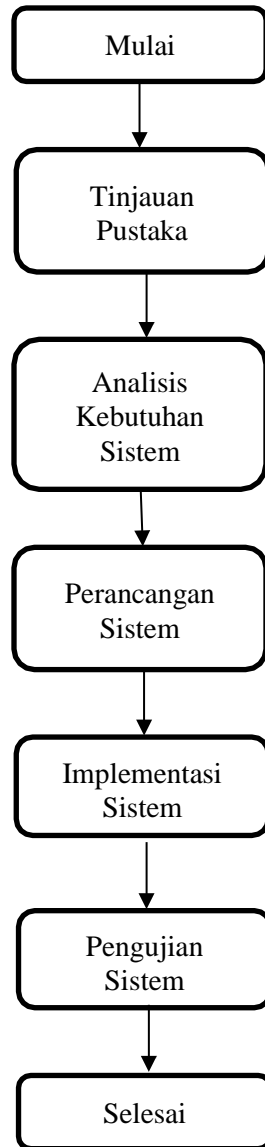 Mulai
Tinjauan
Pustaka
Analisis
Kebutuhan
Sistem
Perancangan
Sistem
Implementasi
Sistem
Pengujian
Sistem
Selesai